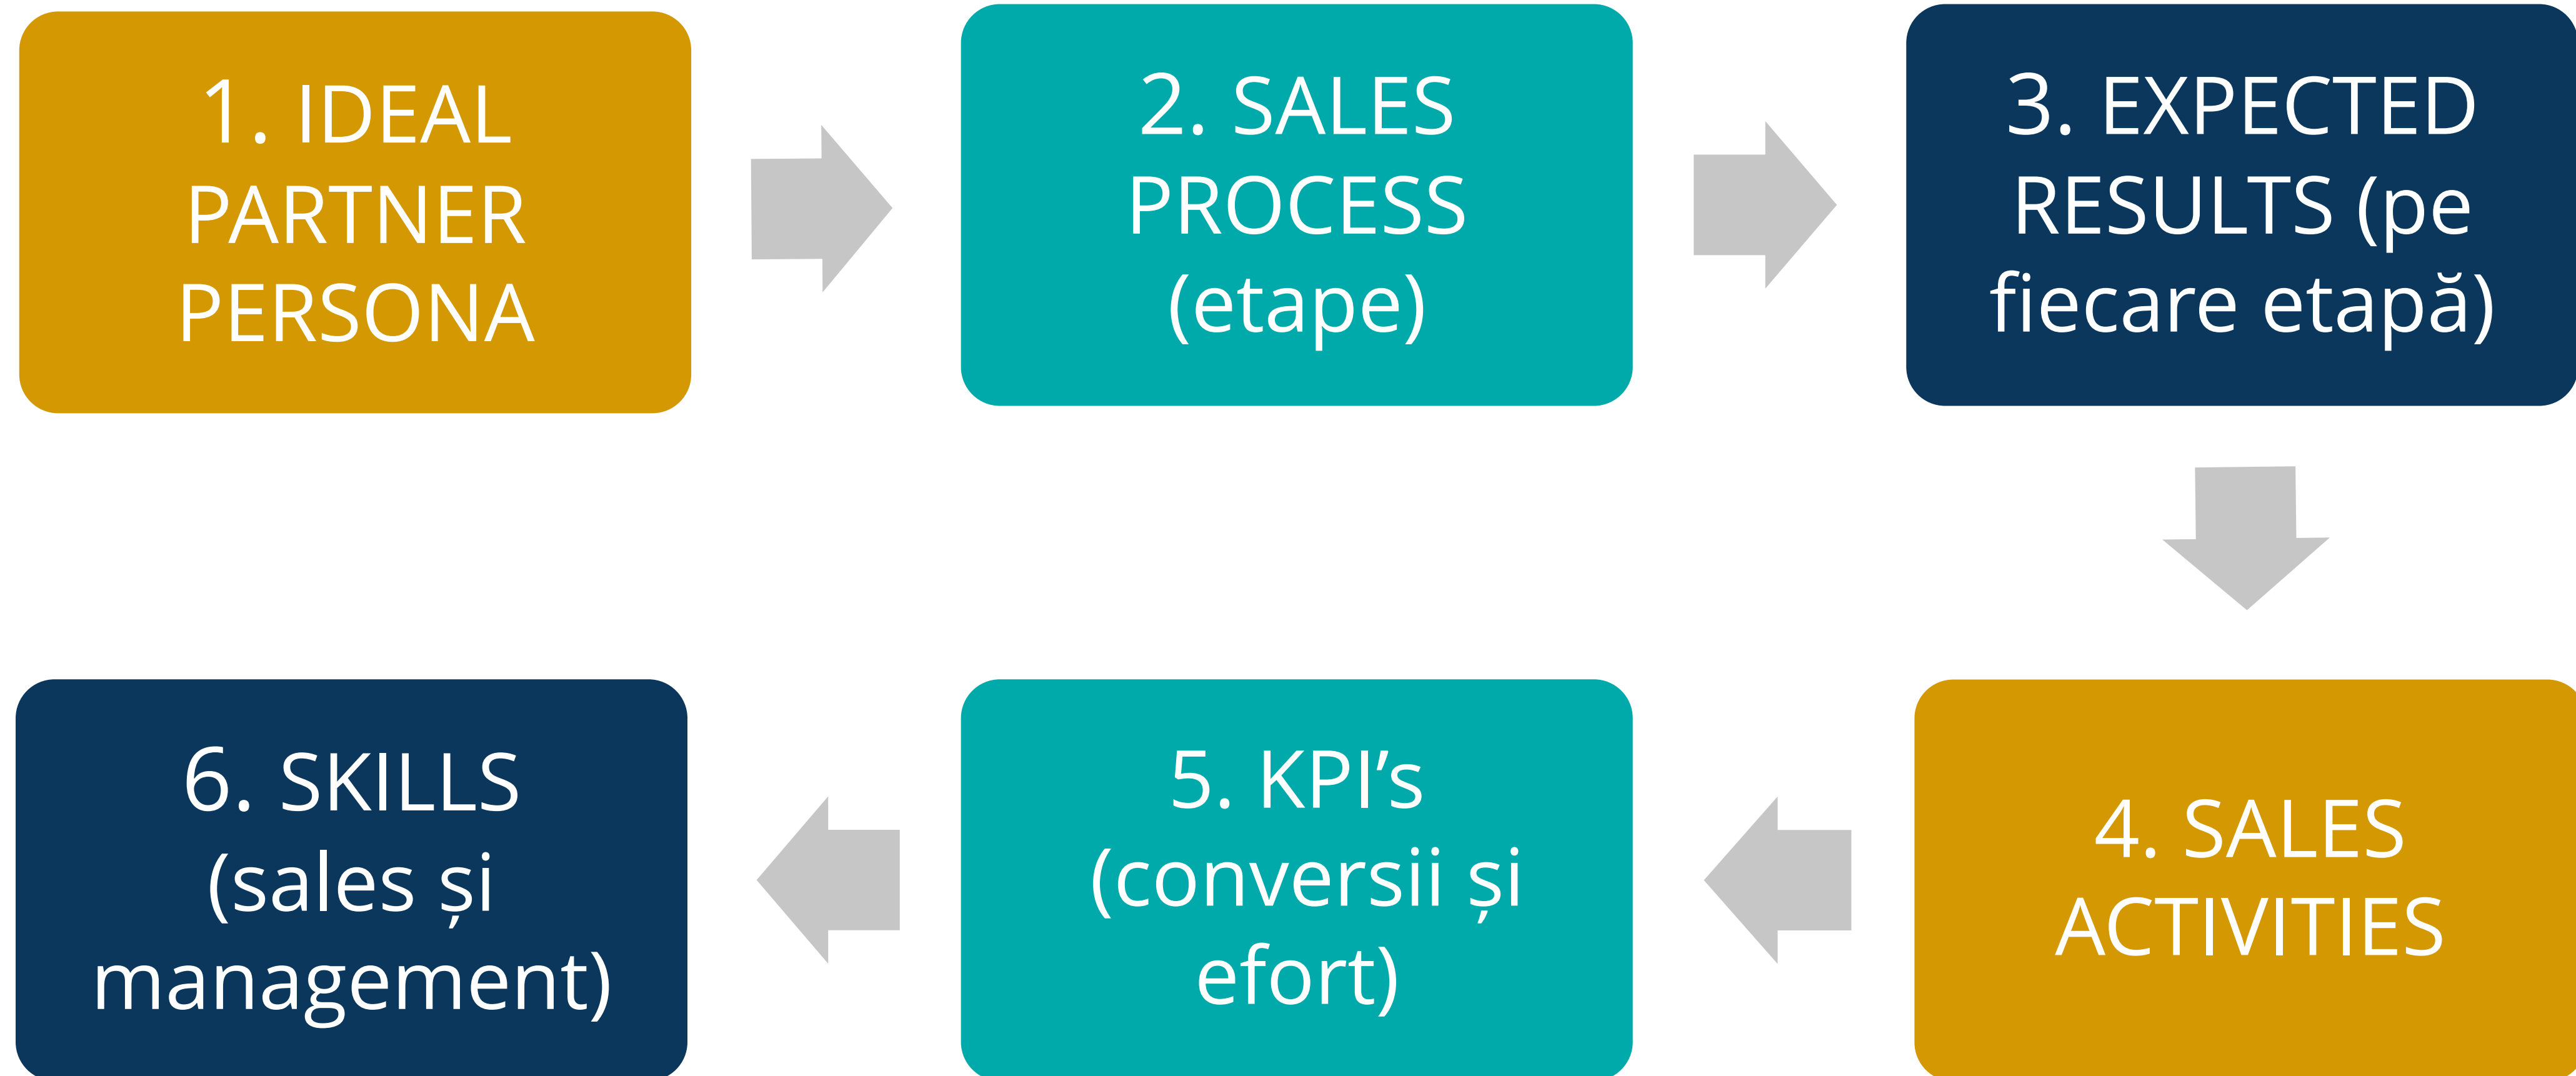 1. IDEAL
PARTNER
PERSONA
2. SALES
PROCESS
(etape)
3. EXPECTED
RESULTS (pe
fiecare etapă)
4. SALES
ACTIVITIES
5. KPI’s
(conversii și
efort)
6. SKILLS
(sales și
management)